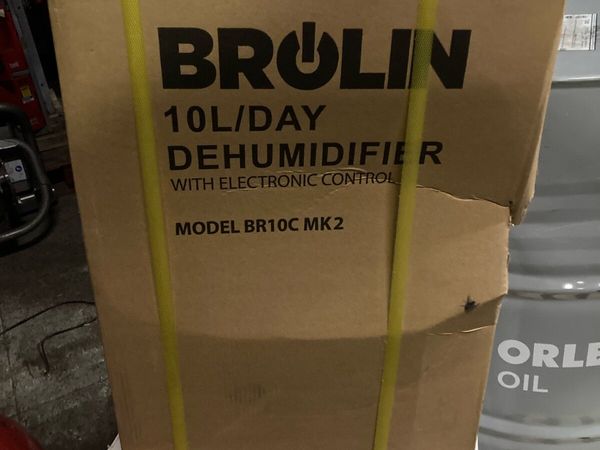 BROLIN
10L/DAY
DEHUMIDIFIER
WITH ELECTRONIC CONTROL
MODEL BR10C MK2
ORLE
OIL